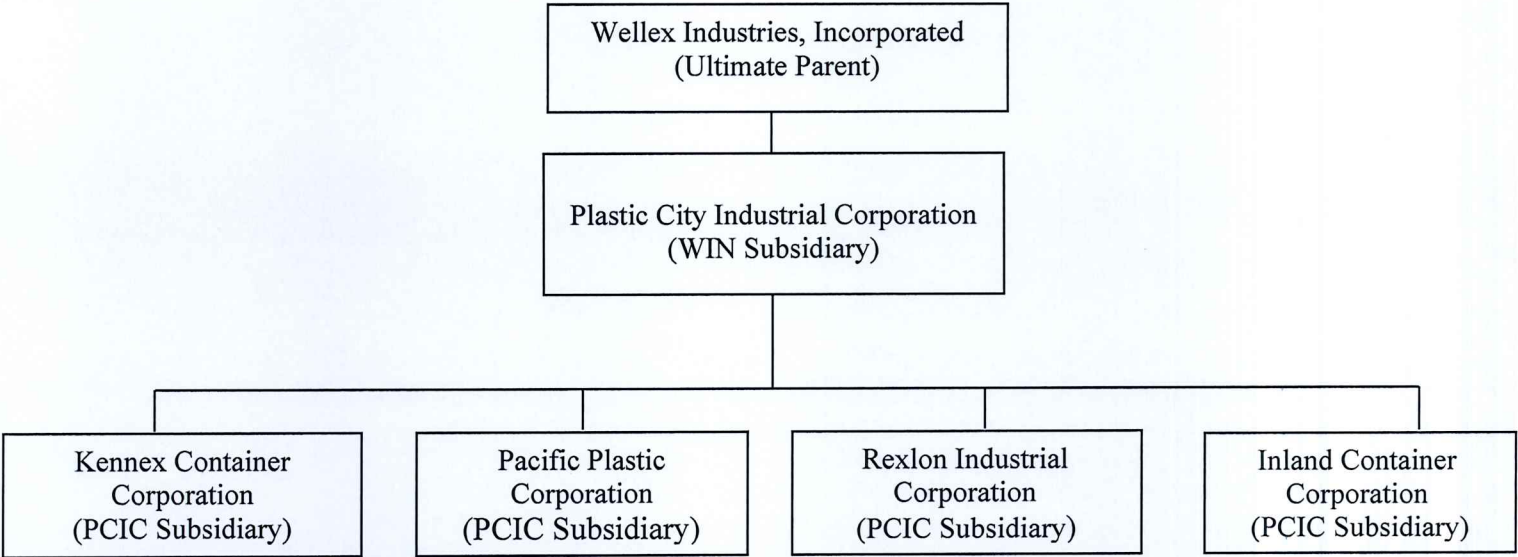 Wellex Industries, Incorporated
(Ultimate Parent)
Plastic City Industrial Corporation
(WIN Subsidiary)
Kennex Container
Corporation
(PCIC Subsidiary)
Pacific Plastic
Corporation
(PCIC Subsidiary)
Rexlon Industrial
Corporation
(PCIC Subsidiary)
Inland Container
Corporation
(PCIC Subsidiary)